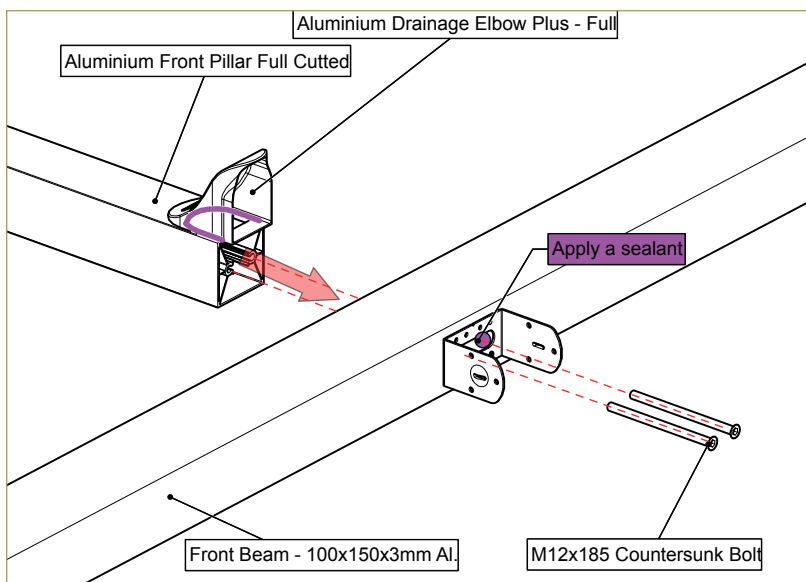 Aluminium Drainage Elbow Plus - Full
Aluminium Front Pillar Full Cutted
Apply a sealant
Front Beam - 100x150x3mm Al.
M12x185 Countersunk Bolt